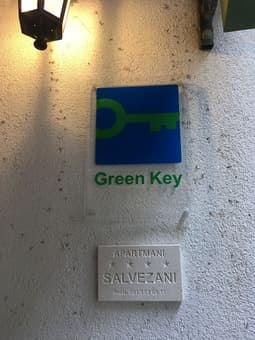 Green Key
APARTMANI
★ ★ ★ ★
SALVEZANI